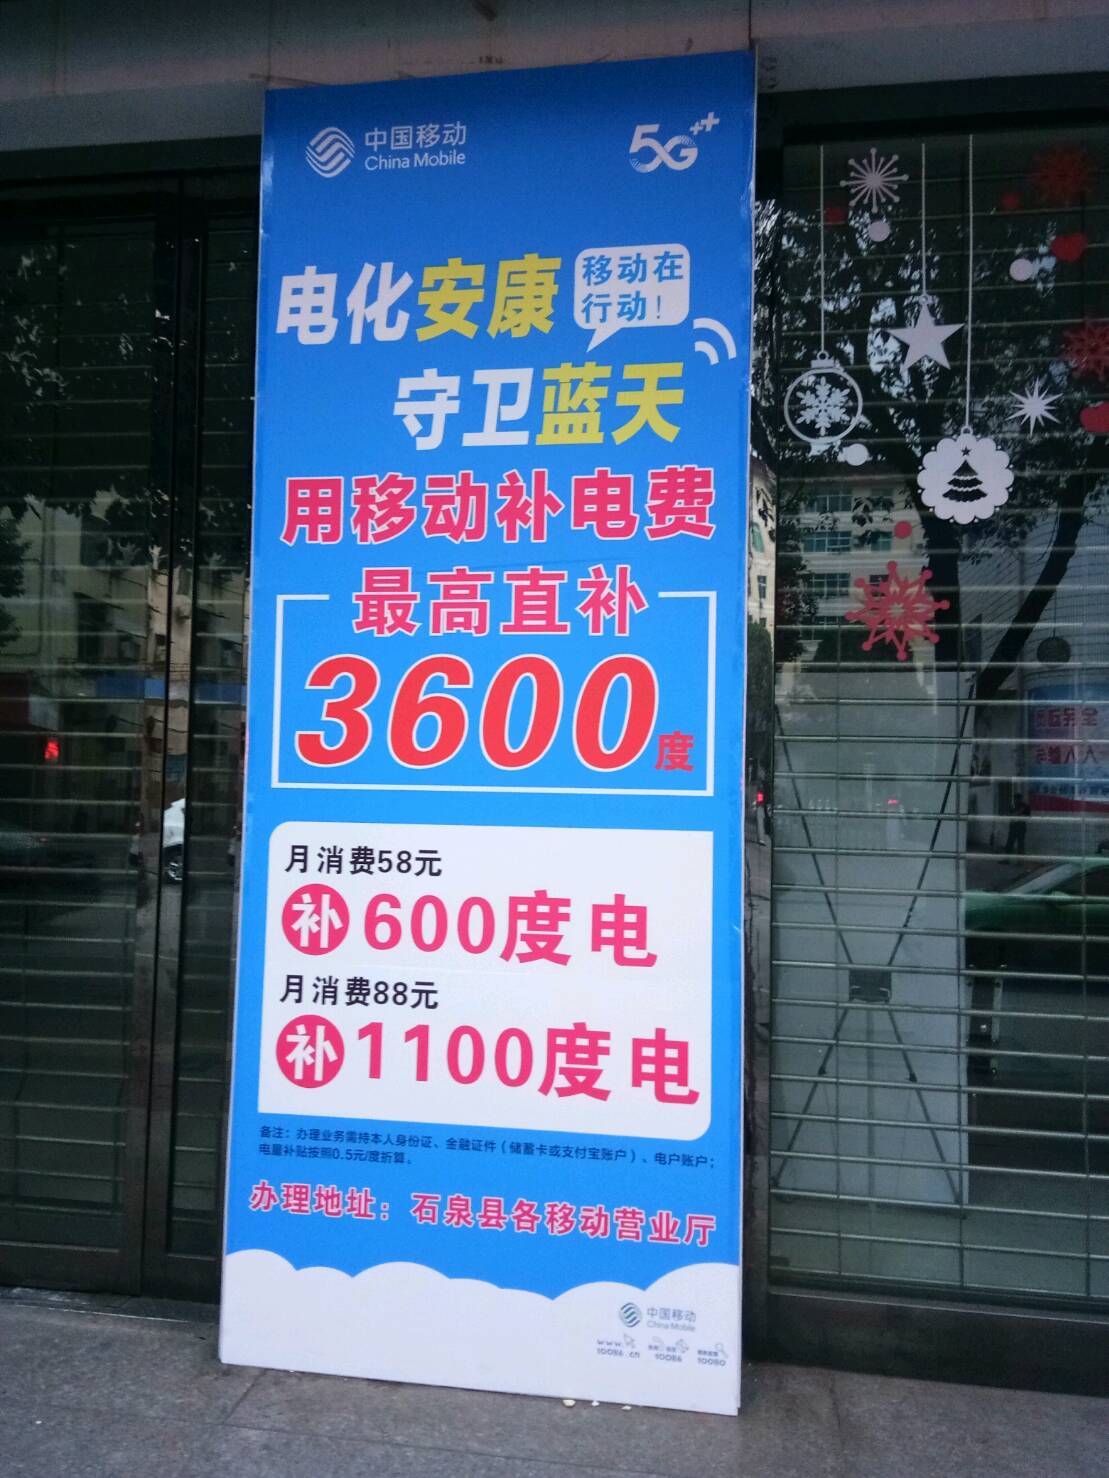 中国移动
China Mobile
5G++
电化安康
移动在
行动！
守卫蓝天
用移动补电费
最高直补
3600度
月消费58元
补600度电
月消费88元
补1100度电
备注：办理业务需持本人身份证、金融证件（储蓄卡或支付宝账户）、电户账户；
电量补贴按照0.5元/度折算。
办理地址：石泉县各移动营业厅
中国移动
China Mobile
www.
10086.cn
10086
10080